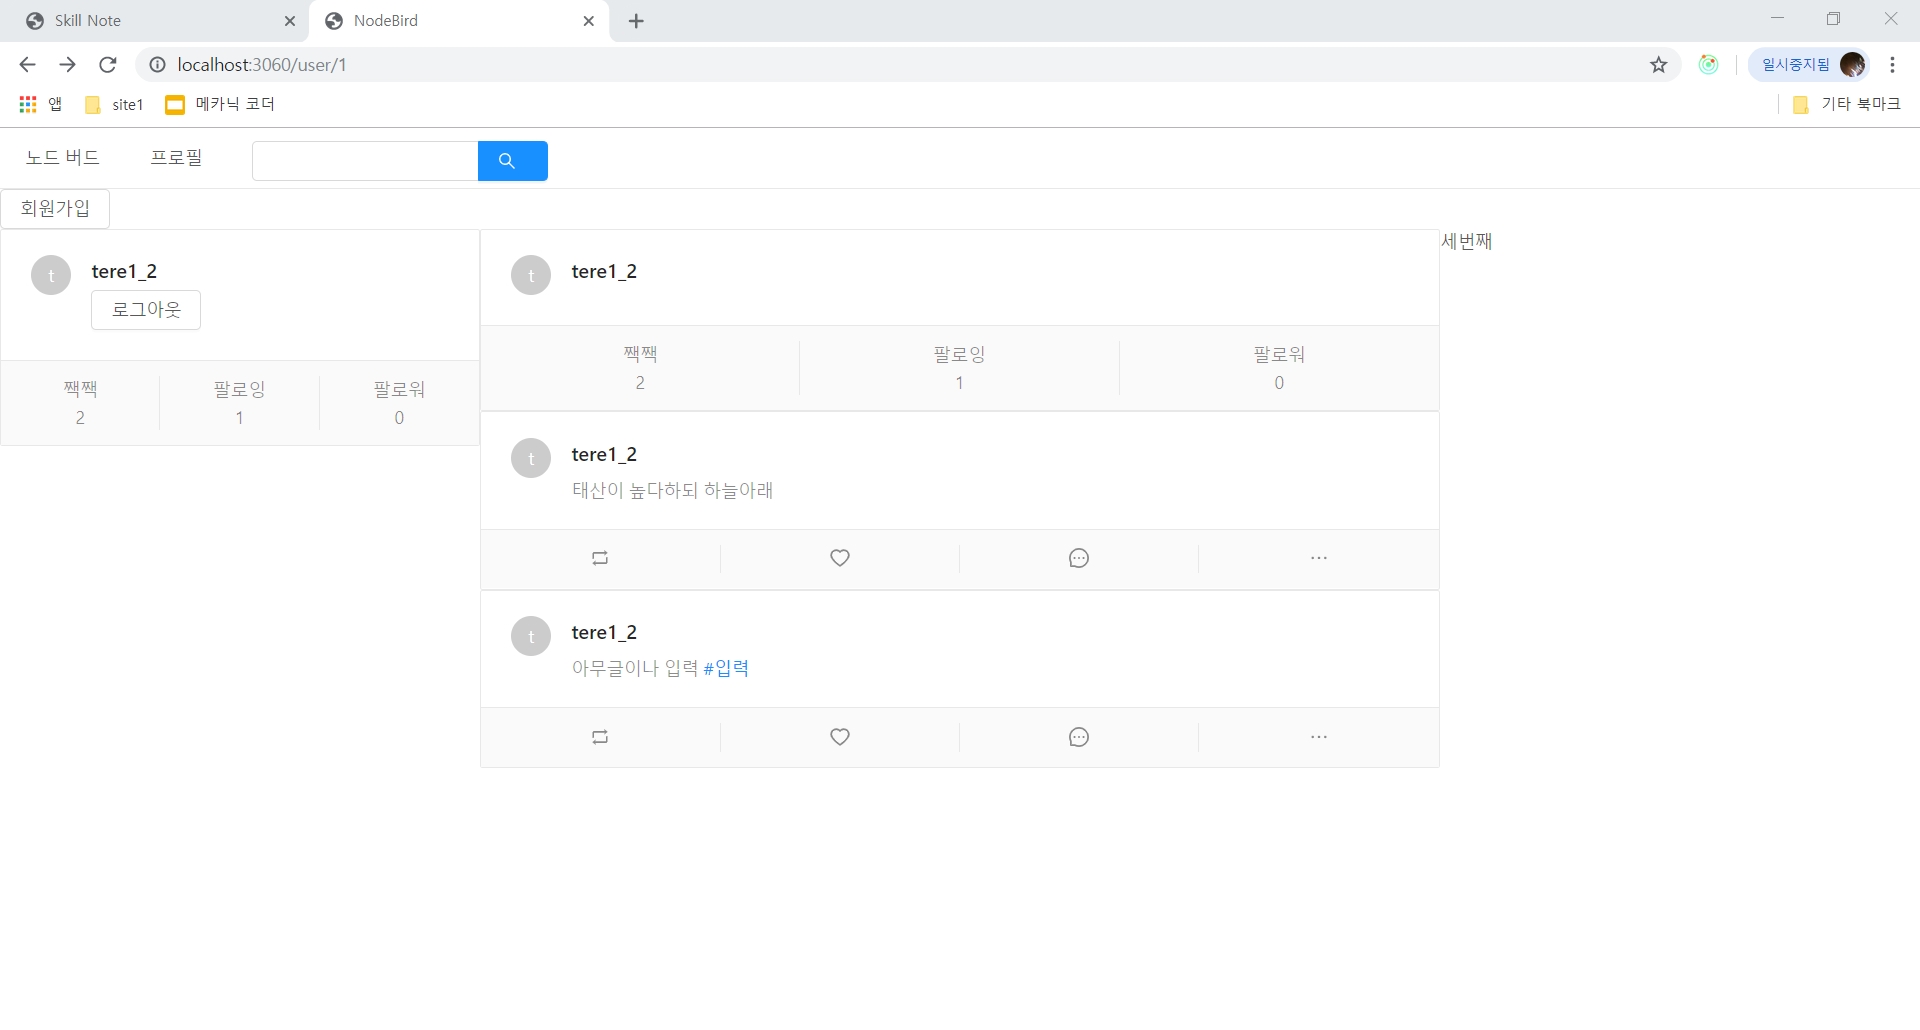 Skill Note
NodeBird
localhost:3060/user/1
일시중지됨
앱
site1
메카닉 코더
기타 북마크
노드 버드
프로필
회원가입
t
tere1_2
로그아웃
짹짹
2
팔로잉
1
팔로워
0
t
tere1_2
짹짹
2
팔로잉
1
팔로워
0
t
tere1_2
태산이 높다하되 하늘아래
t
tere1_2
아무글이나 입력 #입력
세번째